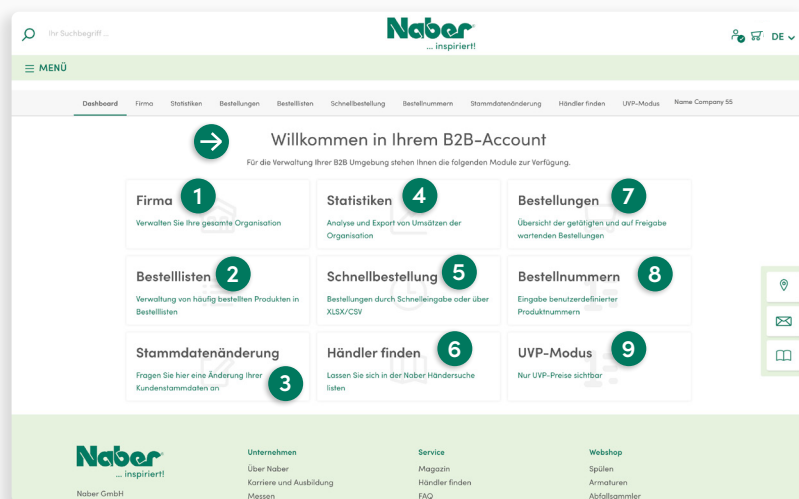 Ihr Suchbegriff ...
Naber
... inspiriert!
DE
MENÜ
Dashboard Firma Statistiken Bestellungen Bestelllisten Schnellbestellung Bestellnummern Stammdatenänderung Händler finden UVP-Modus Name Company 55
Willkommen in Ihrem B2B-Account
Für die Verwaltung Ihrer B2B Umgebung stehen Ihnen die folgenden Module zur Verfügung.
Firma 1
Verwalten Sie Ihre gesamte Organisation
Statistiken 4
Analyse und Export von Umsätzen der
Organisation
Bestellungen 7
Übersicht der getätigten und auf Freigabe
wartenden Bestellungen
Bestelllisten 2
Verwaltung von häufig bestellten Produkten in
Bestelllisten
Schnellbestellung 5
Bestellungen durch Schnelleingabe oder über
XLSX/CSV
Bestellnummern 8
Eingabe benutzerdefinierter
Produktnummern
Stammdatenänderung
Fragen Sie hier eine Änderung Ihrer
Kundenstammdaten an
3
Händler finden 6
Lassen Sie sich in der Naber Händersuche
listen
UVP-Modus 9
Nur UVP-Preise sichtbar
Naber
... inspiriert!
Naber GmbH
Unternehmen
Über Naber
Karriere und Ausbildung
Messen
Service
Magazin
Händler finden
FAQ
Webshop
Spülen
Armaturen
Abfallsammler